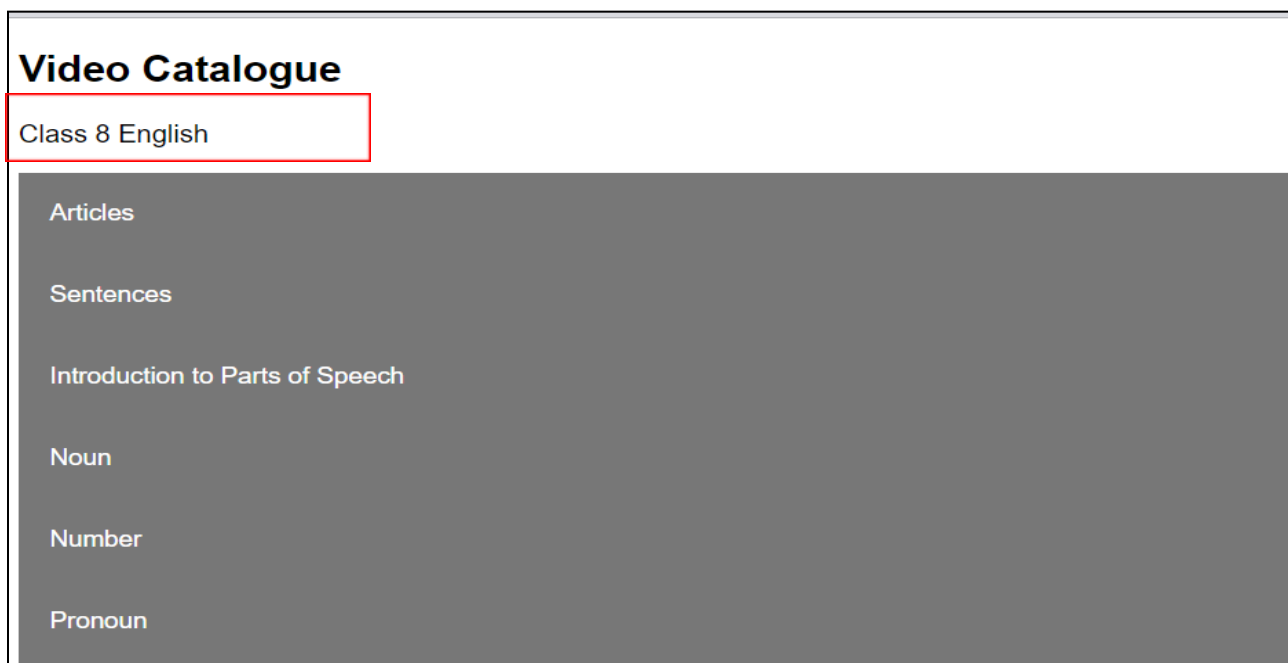 Video Catalogue
Class 8 English
Articles
Sentences
Introduction to Parts of Speech
Noun
Number
Pronoun